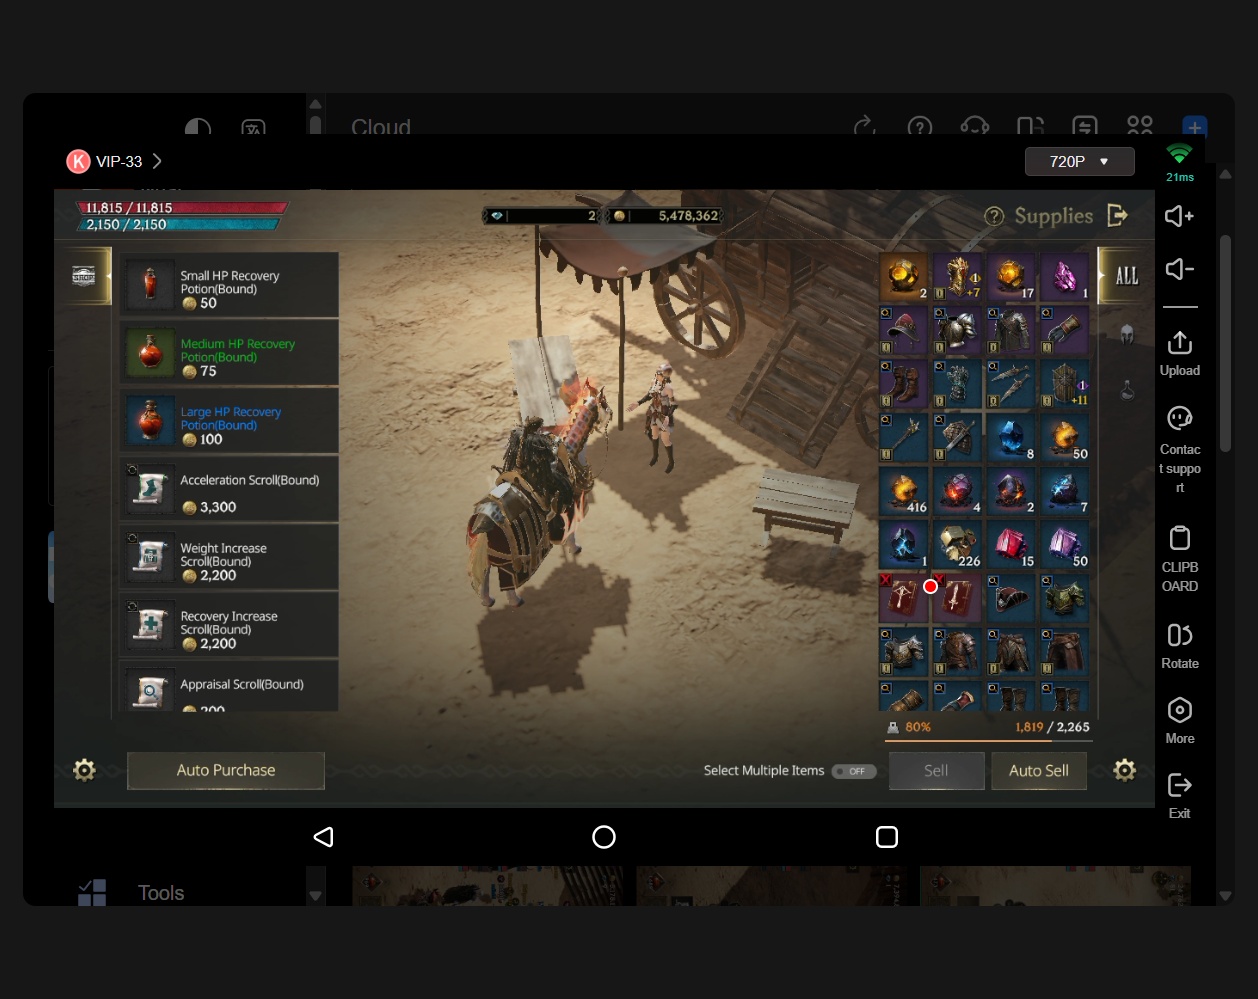 Cloud
VIP-33
720P
21ms
11,815 / 11,815
2,150 / 2,150
2
5,478,362
Supplies
Small HP Recovery
Potion(Bound)
50
Medium HP Recovery
Potion(Bound)
75
Large HP Recovery
Potion(Bound)
100
Acceleration Scroll(Bound)
3,300
Weight Increase
Scroll(Bound)
2,200
Recovery Increase
Scroll(Bound)
2,200
Appraisal Scroll(Bound)
Auto Purchase
2
1
+7
17
1
1
+11
8
50
416
4
2
7
1
226
15
50
ALL
80%
1,819 / 2,265
Select Multiple Items
OFF
Sell
Auto Sell
Upload
Contac
t suppo
rt
CLIPB
OARD
Rotate
More
Exit
Tools